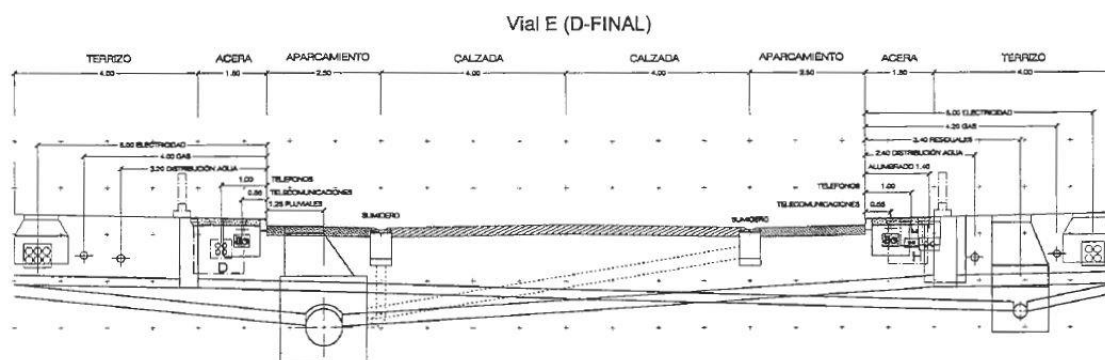 Vial E (D-FINAL)
TERRIZO ACERA APARCAMIENTO CALZADA CALZADA APARCAMIENTO ACERA TERRIZO
4.00 1.50 2.50 4.00 4.00 2.50 1.50 4.00
5.00 ELECTRICIDAD
4.00 GAS
3.20 DISTRIBUCIÓN AGUA
1.00 TELEFONOS
0.55 TELECOMUNICACIONES
1.25 PLUVIALES
SUMIDERO
SUMIDERO
5.00 ELECTRICIDAD
4.20 GAS
3.40 RESIDUALES
2.40 DISTRIBUCIÓN AGUA
ALUMBRADO 1.40
TELEFONOS 1.00
TELECOMUNICACIONES 0.55